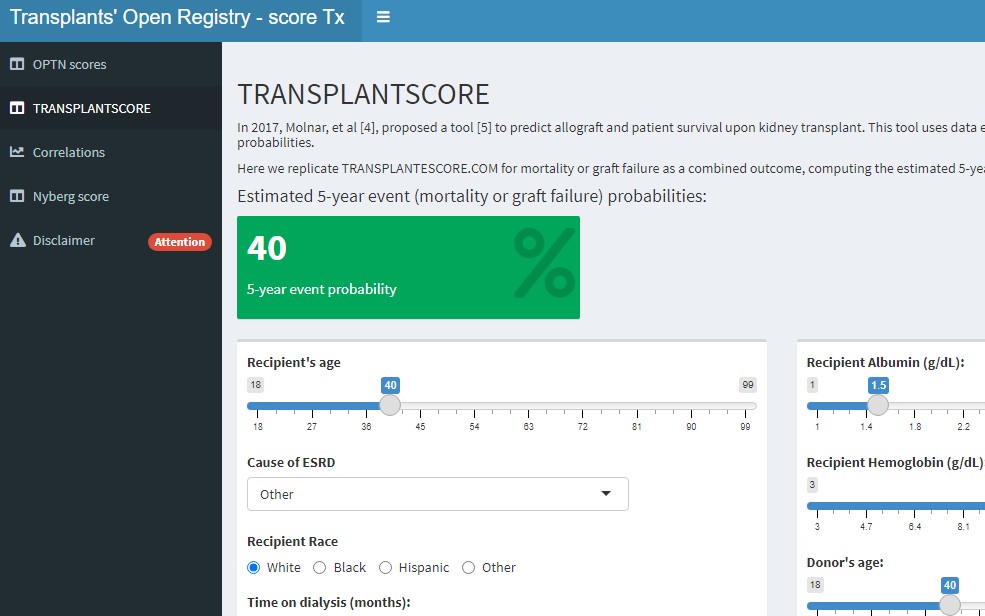 Transplants' Open Registry - score Tx
OPTN scores
TRANSPLANTSCORE
Correlations
Nyberg score
Disclaimer
Attention
TRANSPLANTSCORE
In 2017, Molnar, et al [4], proposed a tool [5] to predict allograft and patient survival upon kidney transplant. This tool uses data e
probabilities.
Here we replicate TRANSPLANTESCORE.COM for mortality or graft failure as a combined outcome, computing the estimated 5-yea
Estimated 5-year event (mortality or graft failure) probabilities:
40
%
5-year event probability
Recipient's age
18 40 99
18 27 36 45 54 63 72 81 90 99
Cause of ESRD
Other
Recipient Race
White Black Hispanic Other
Time on dialysis (months):
Recipient Albumin (g/dL):
1 1.5
1 1.4 1.8 2.2
Recipient Hemoglobin (g/dL):
3
3 4.7 6.4 8.1
Donor's age:
18 40